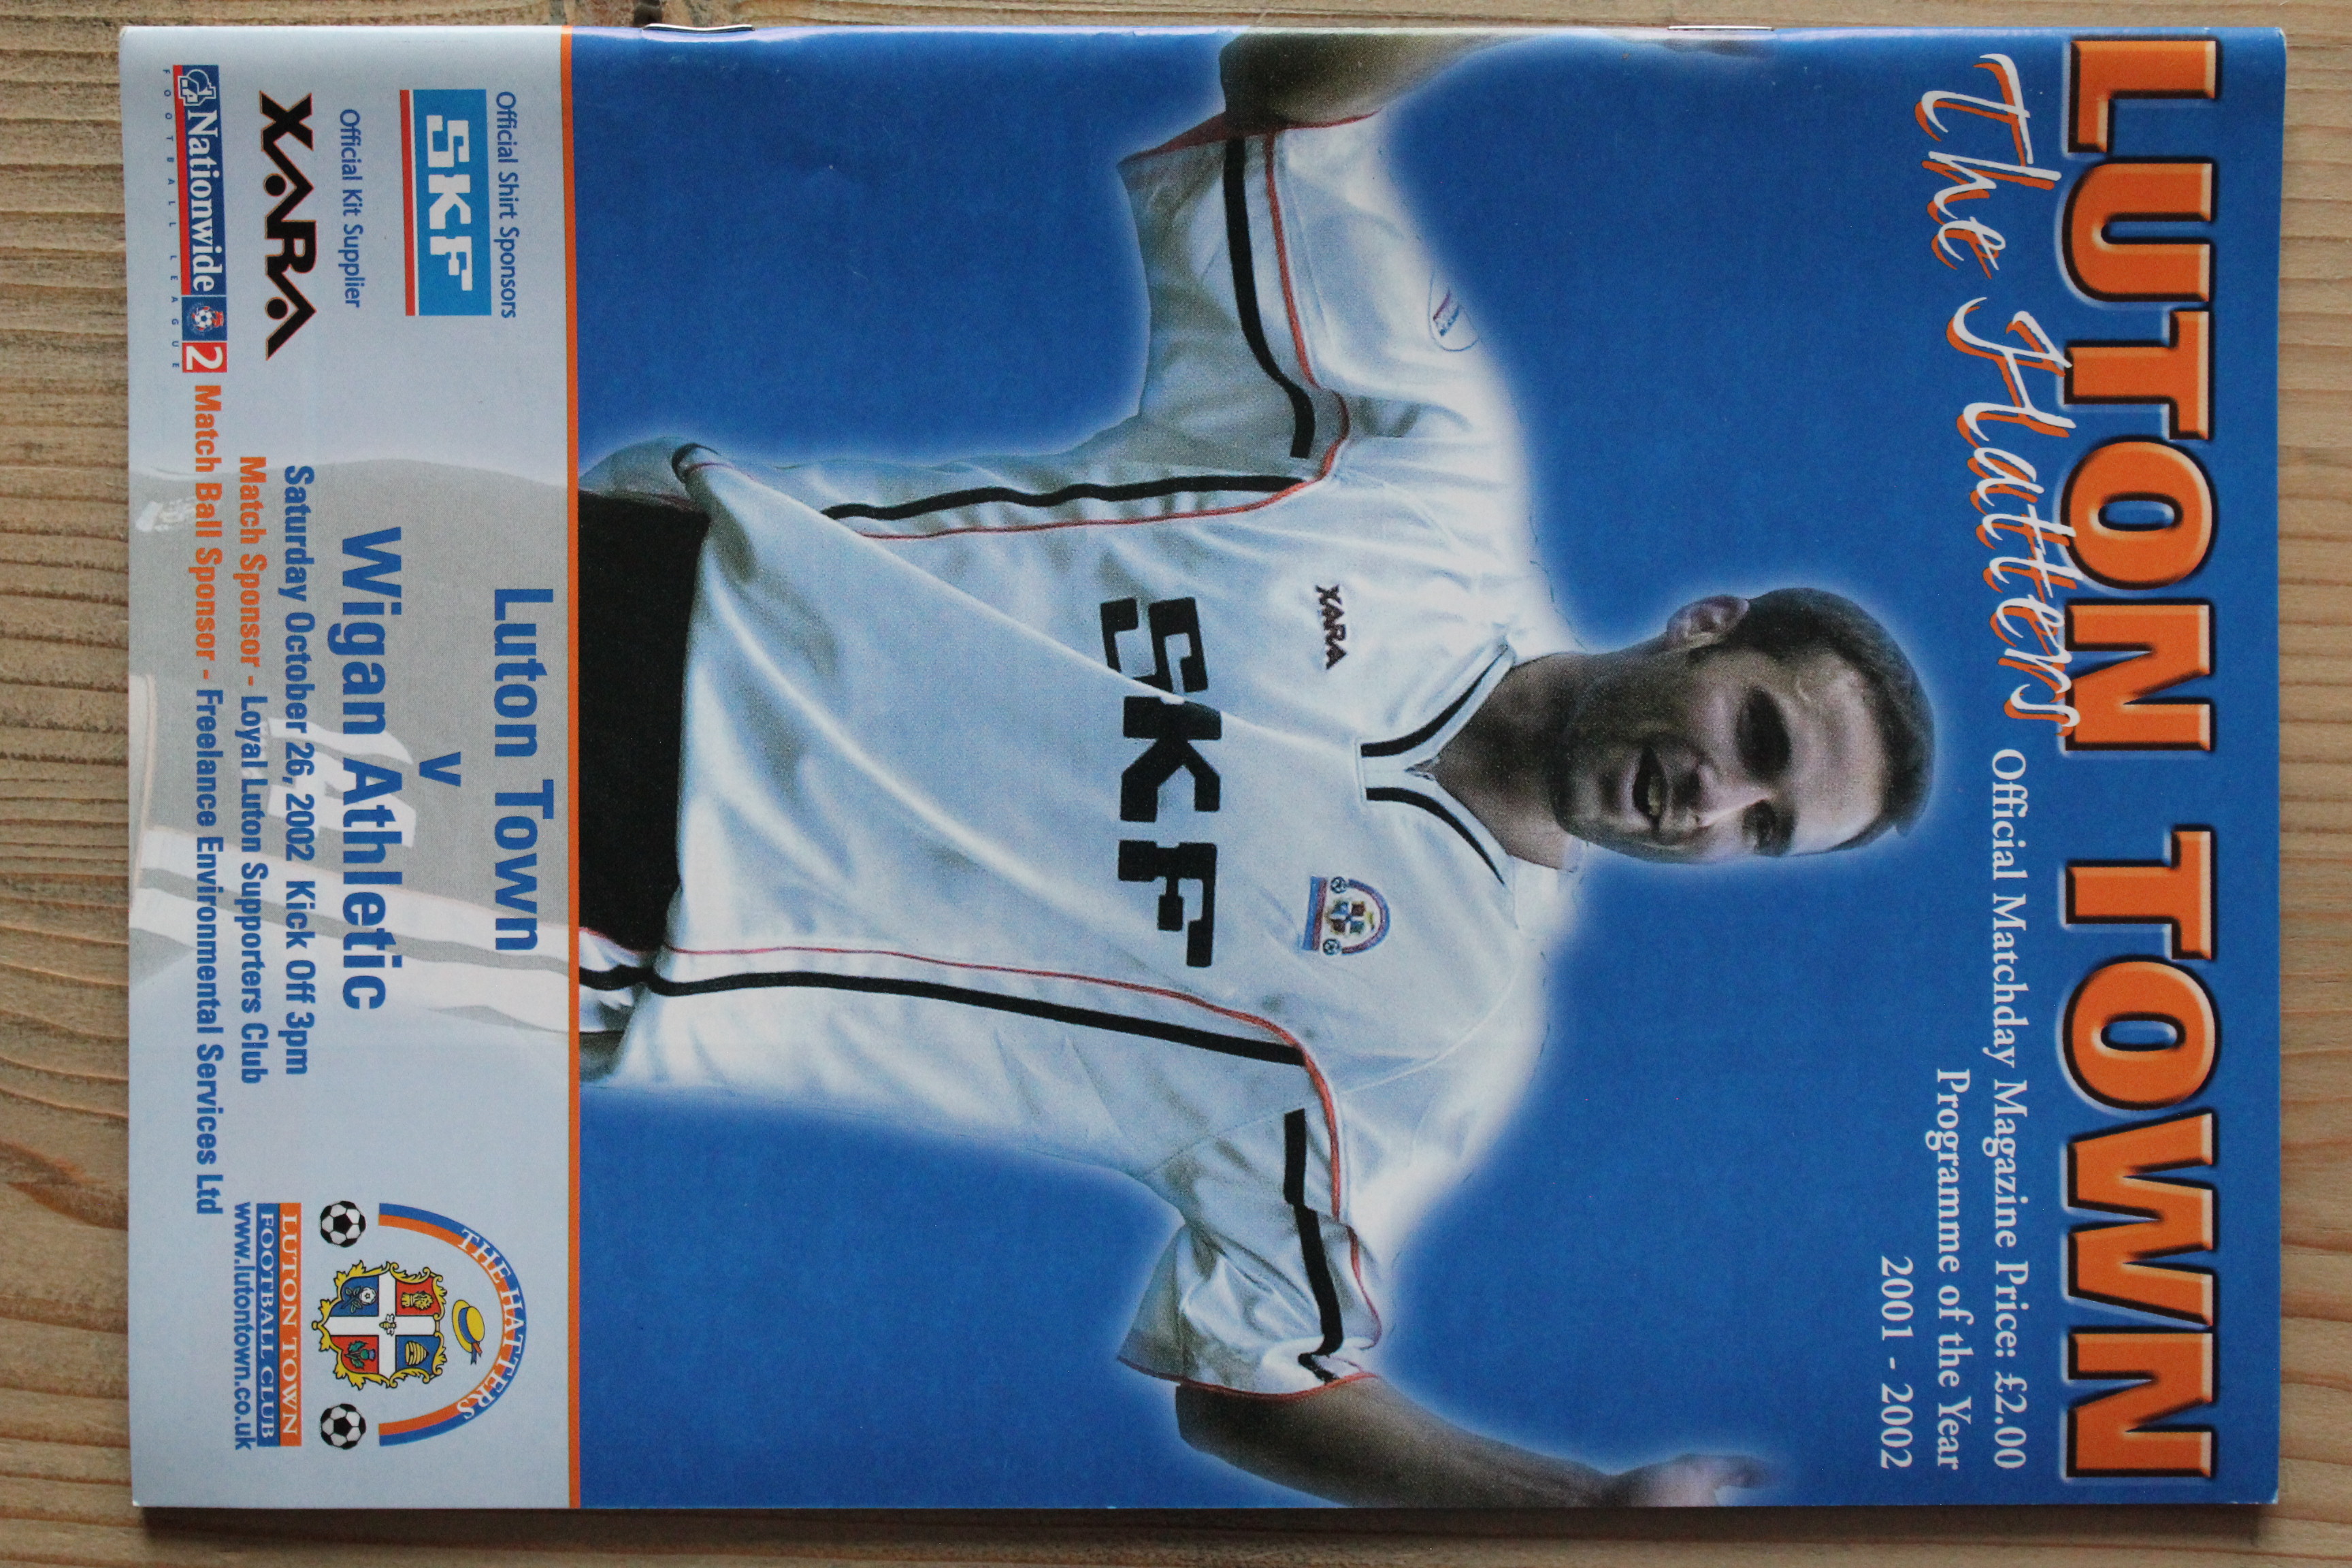 LUTON TOWN
The Hatters
Official Matchday Magazine Price: £2.00
Programme of the Year
2001 - 2002
XARA
SKF
Official Shirt Sponsors
SKF
Official Kit Supplier
XARA
Nationwide 2
FOOTBALL LEAGUE
Luton Town
v
Wigan Athletic
Saturday October 26, 2002 Kick Off 3pm
Match Sponsor - Loyal Luton Supporters Club
Match Ball Sponsor - Freelance Environmental Services Ltd
THE HATTERS
LUTON TOWN
FOOTBALL CLUB
www.lutontown.co.uk